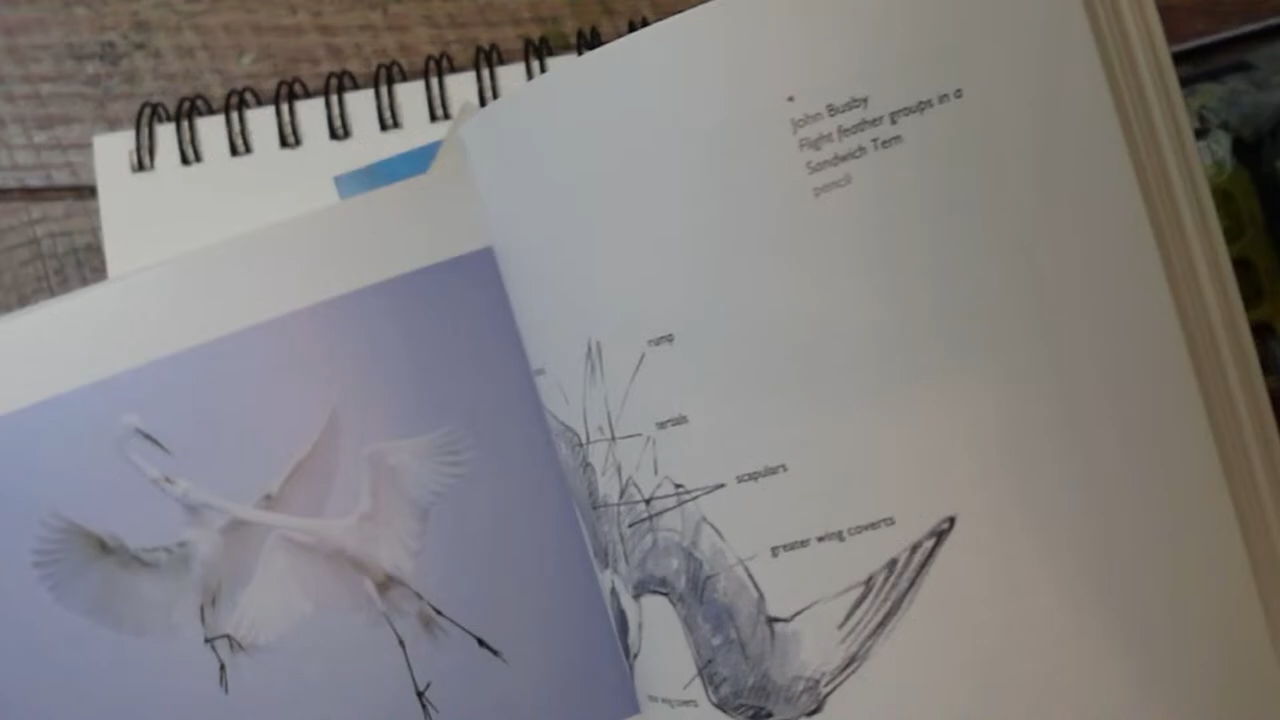 John Busby
Flight feather groups in a
Sandwich Tern
pencil
rump
tertials
scapulars
greater wing coverts